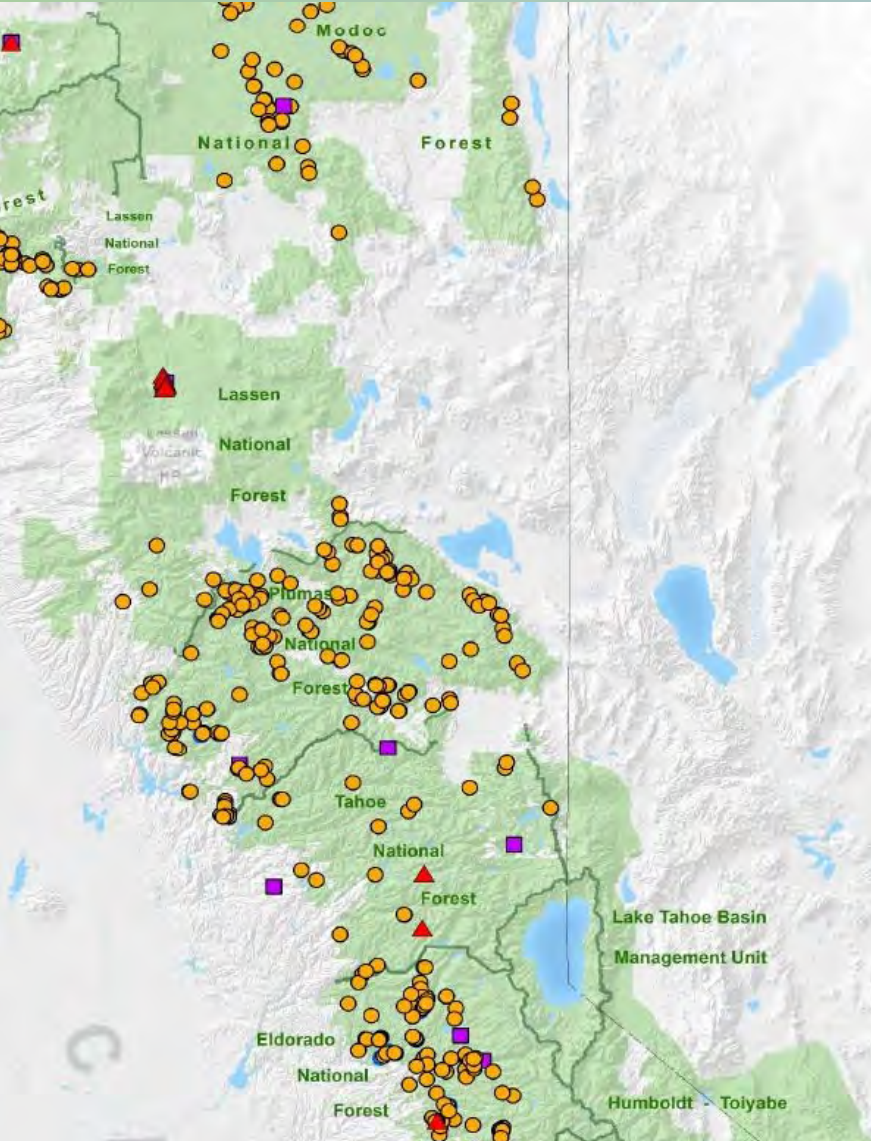 Modoc
National Forest
rest
Lassen
National
Forest
Lassen
National
Forest
Volcanic
Plumas
National
Forest
Tahoe
National
Forest
Lake Tahoe Basin
Management Unit
C
Eldorado
National
Forest
Humboldt - Toiyabe